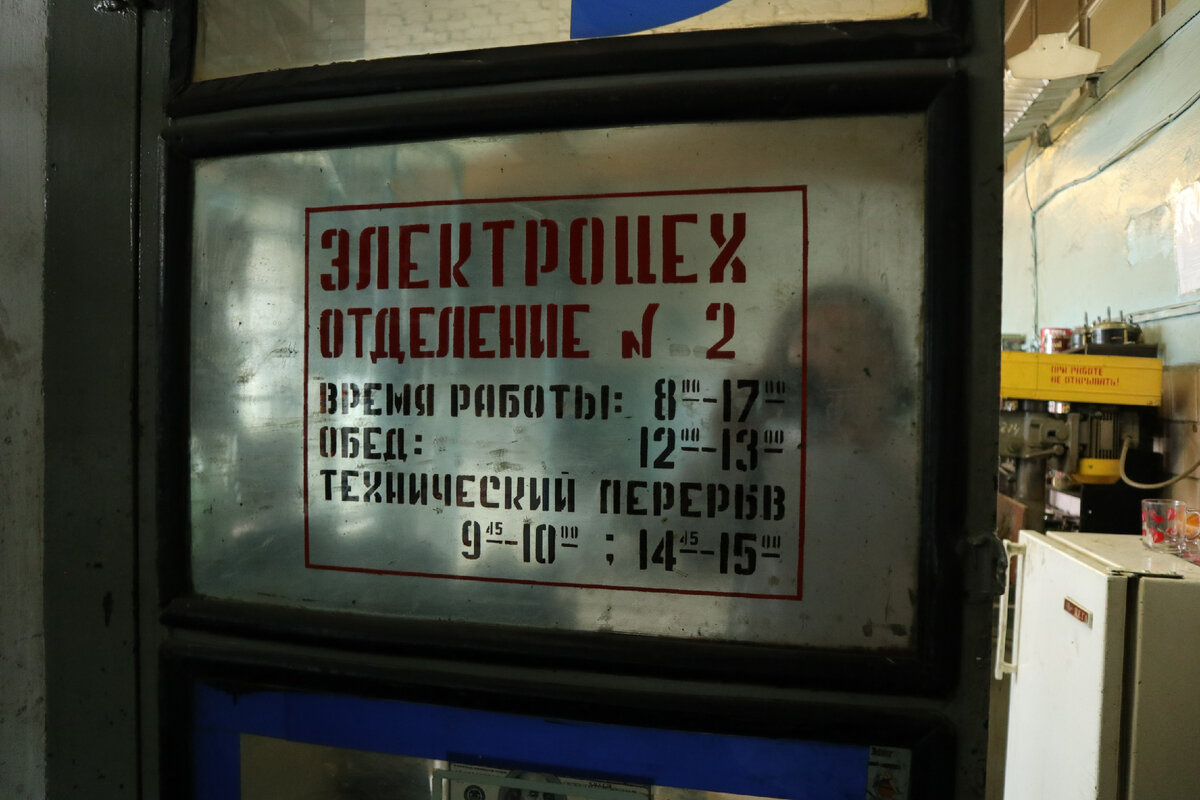 ЭЛЕКТРОЦЕХ
ОТДЕЛЕНИЕ № 2
ВРЕМЯ РАБОТЫ: 8⁰⁰-17⁰⁰
ОБЕД: 12⁰⁰-13⁰⁰
ТЕХНИЧЕСКИЙ ПЕРЕРЫВ
9⁴⁵-10⁰⁰ ; 14⁴⁵-15⁰⁰
ПРИ РАБОТЕ
НЕ ОТКРЫВАТЬ!